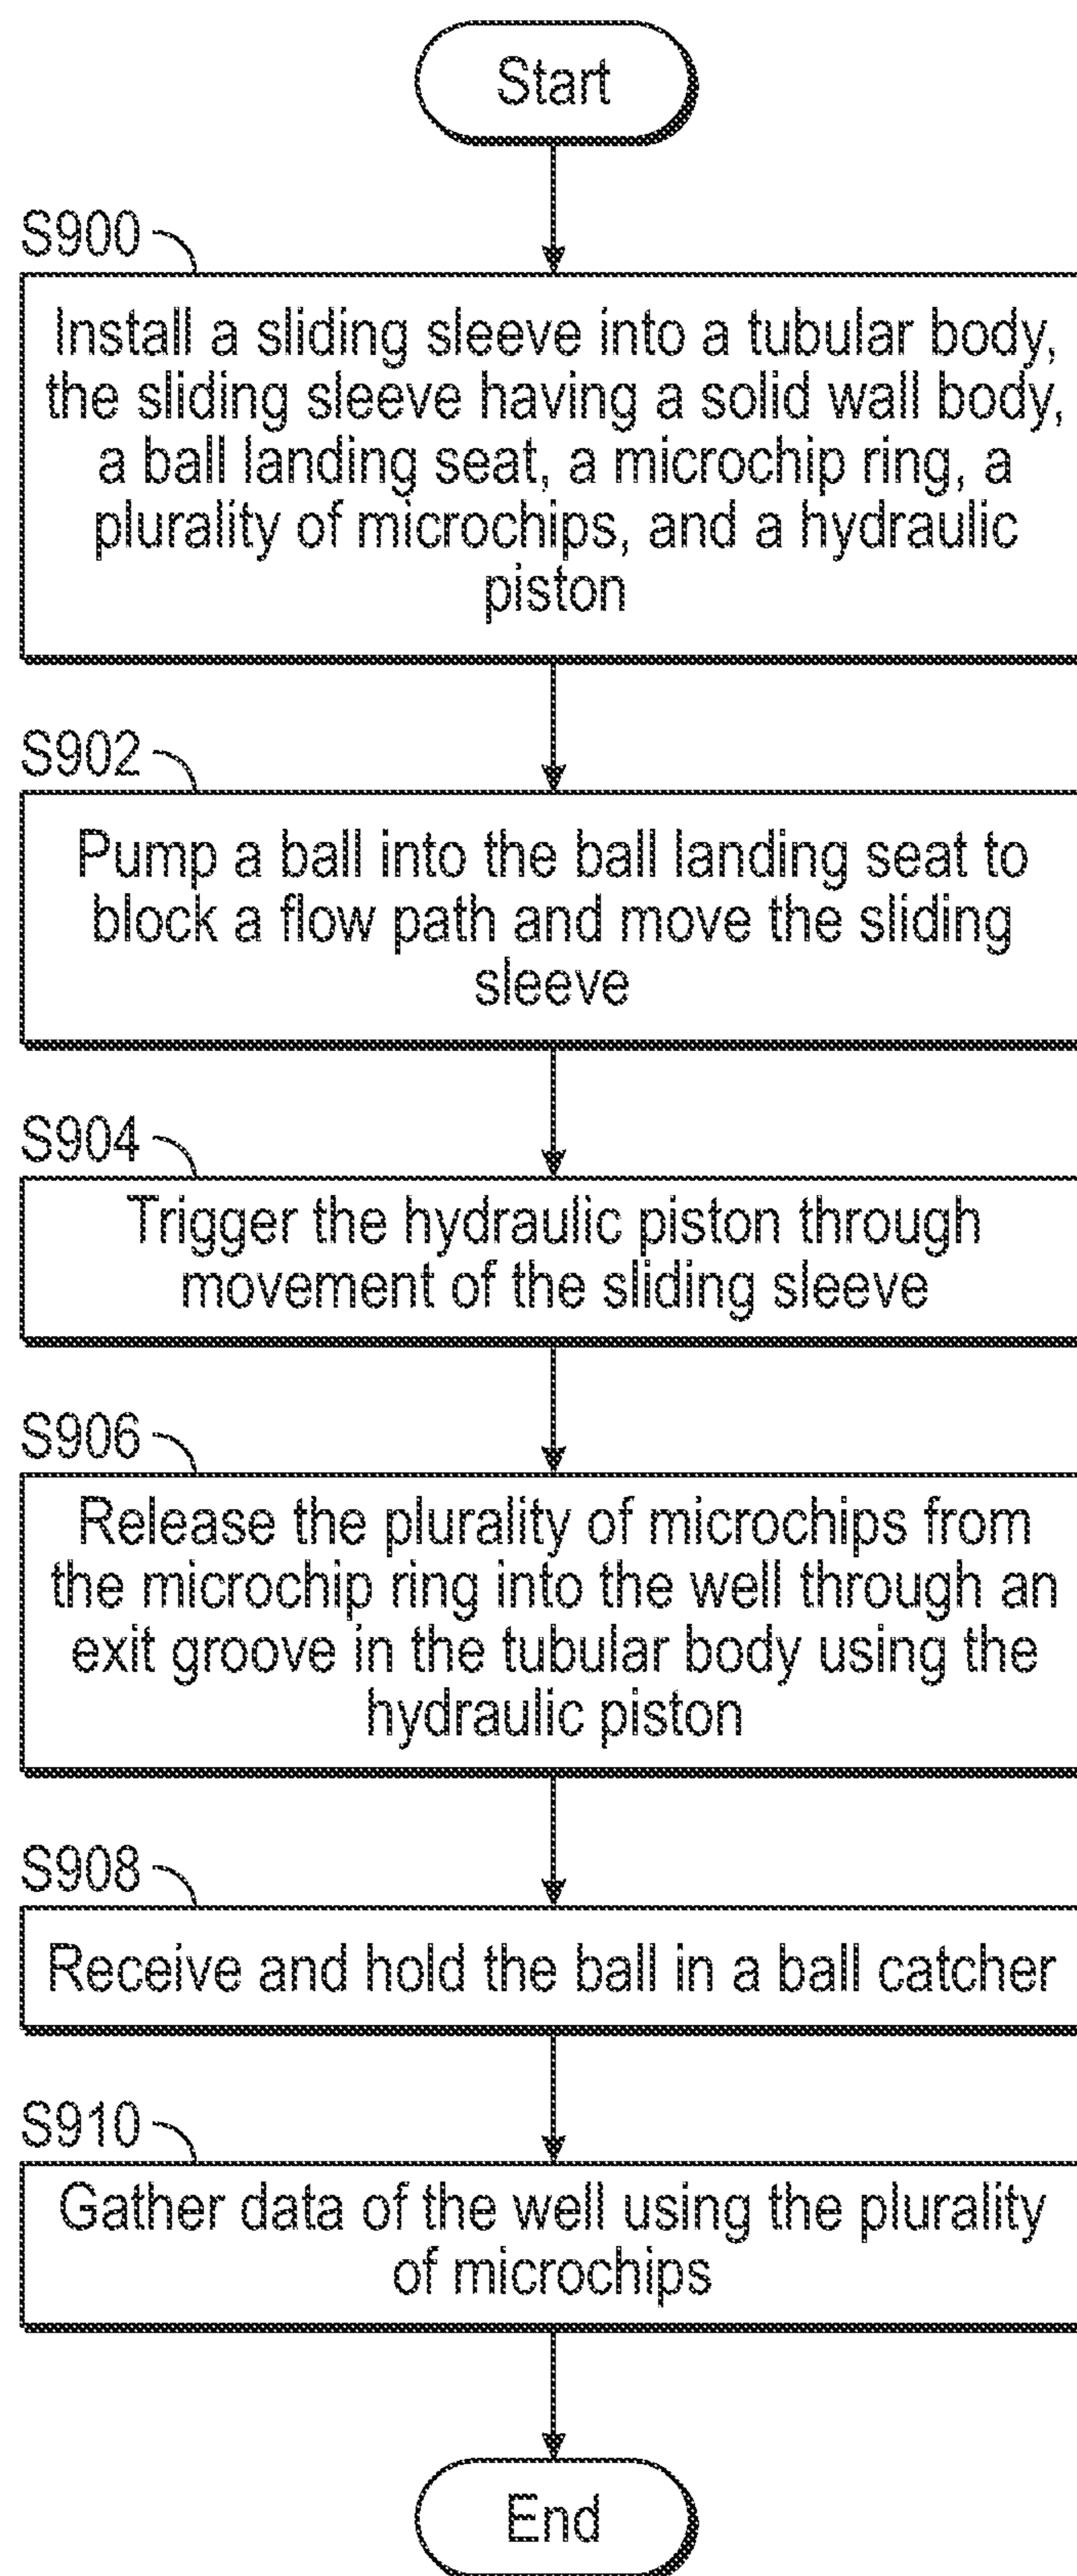 Start
S900
Install a sliding sleeve into a tubular body,
the sliding sleeve having a solid wall body,
a ball landing seat, a microchip ring, a
plurality of microchips, and a hydraulic
piston
S902
Pump a ball into the ball landing seat to
block a flow path and move the sliding
sleeve
S904
Trigger the hydraulic piston through
movement of the sliding sleeve
S906
Release the plurality of microchips from
the microchip ring into the well through an
exit groove in the tubular body using the
hydraulic piston
S908
Receive and hold the ball in a ball catcher
S910
Gather data of the well using the plurality
of microchips
End